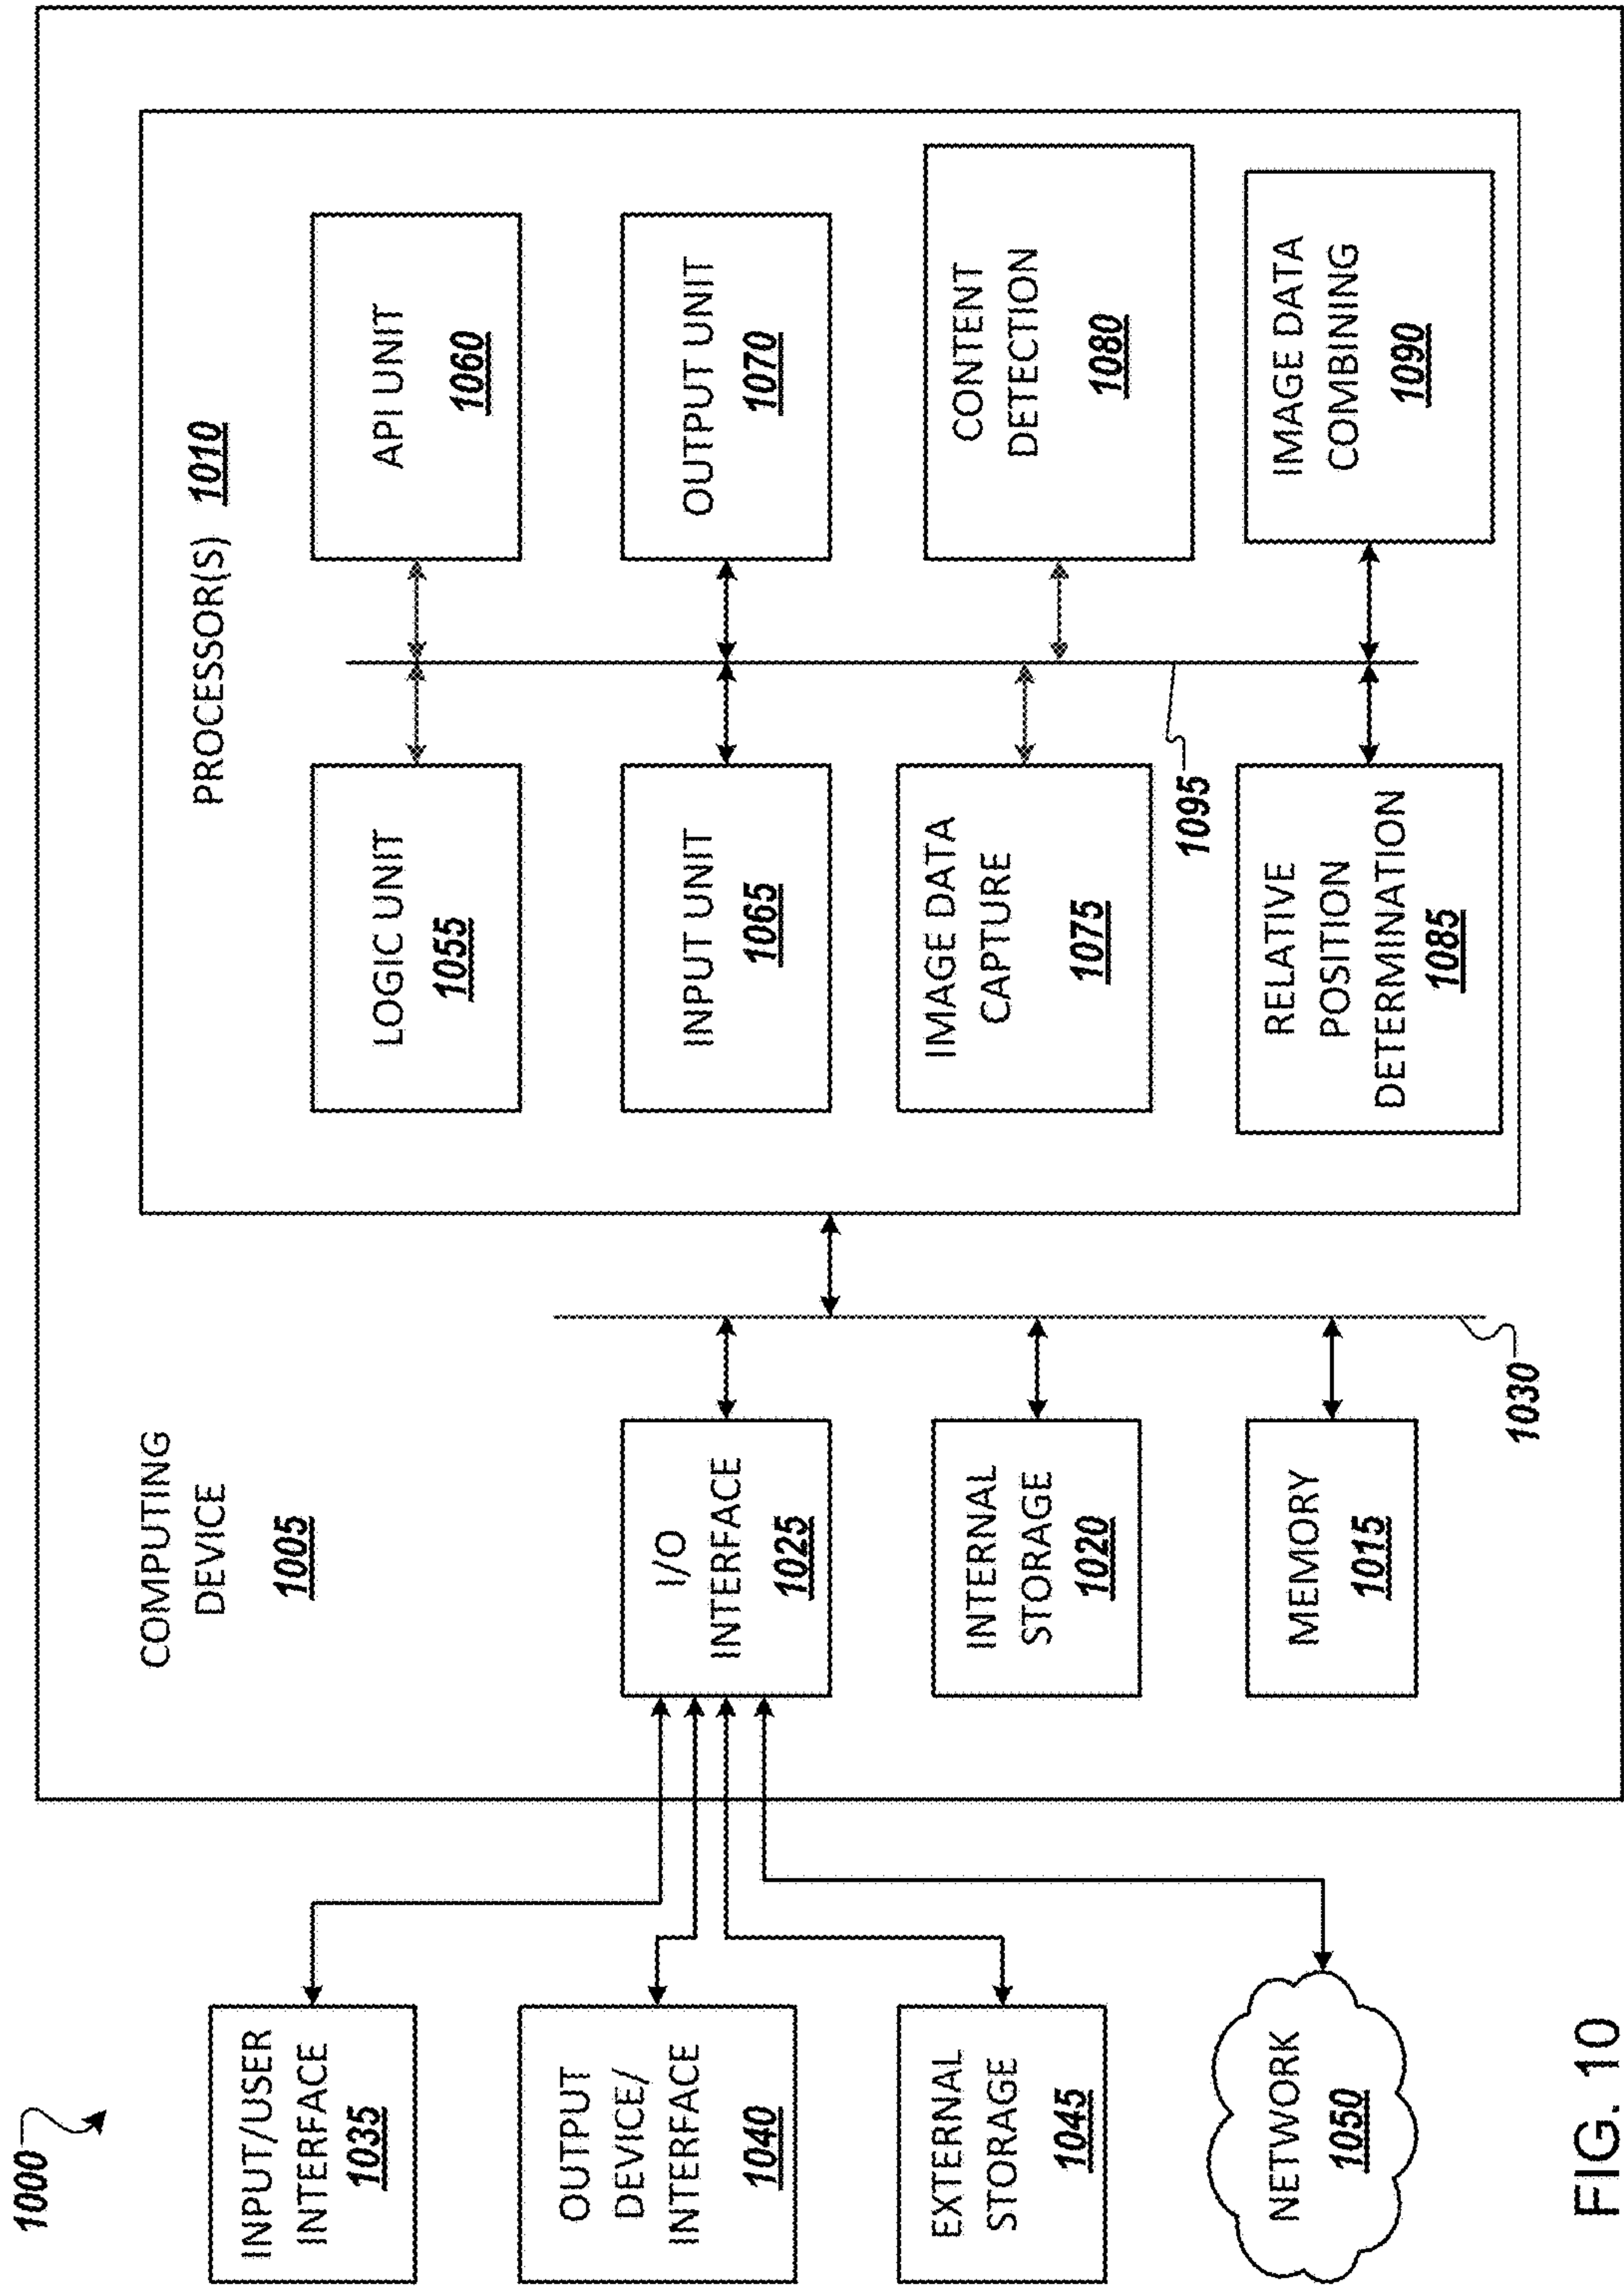 1000
INPUT/USER
INTERFACE
1035
OUTPUT
DEVICE/
INTERFACE
1040
EXTERNAL
STORAGE
1045
NETWORK
1050
COMPUTING
DEVICE
1005
I/O
INTERFACE
1025
INTERNAL
STORAGE
1020
MEMORY
1015
1030
PROCESSOR(S) 1010
LOGIC UNIT
1055
API UNIT
1060
INPUT UNIT
1065
OUTPUT UNIT
1070
IMAGE DATA
CAPTURE
1075
CONTENT
DETECTION
1080
1095
RELATIVE
POSITION
DETERMINATION
1085
IMAGE DATA
COMBINING
1090
FIG. 10